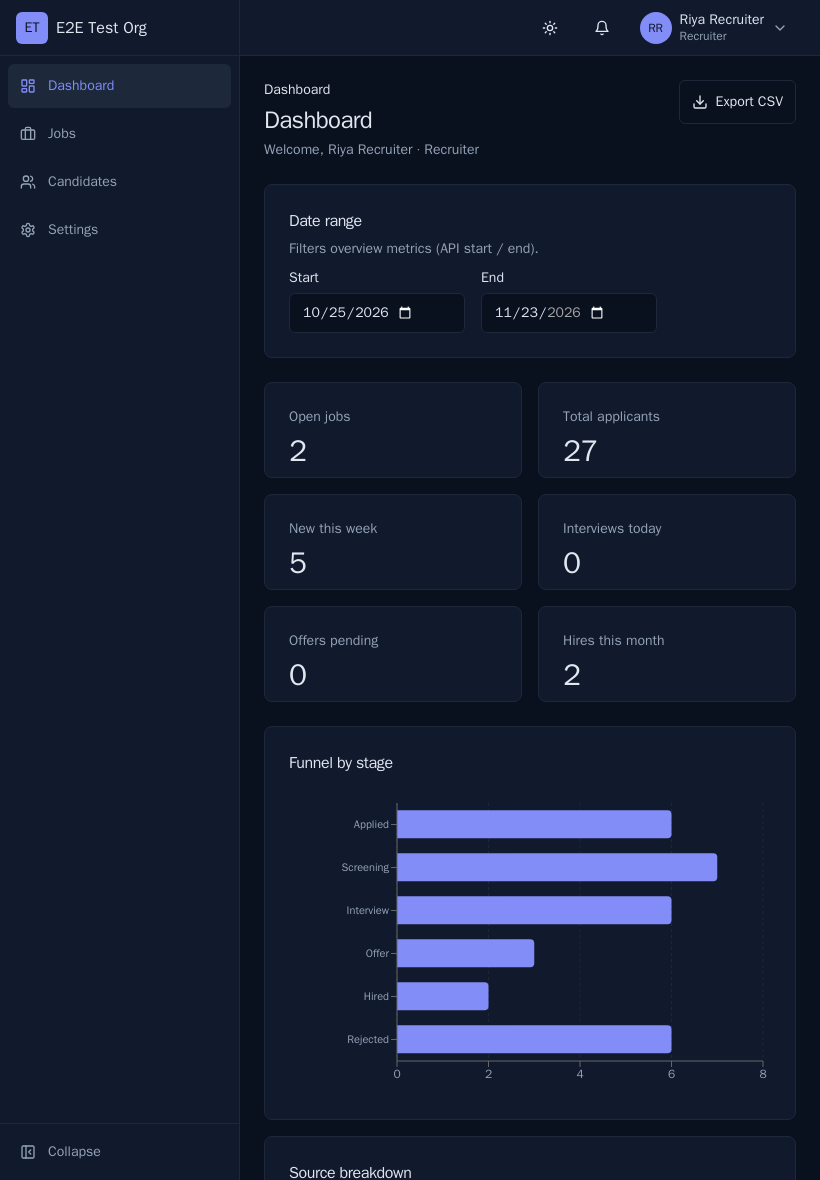 ET E2E Test Org
RR Riya Recruiter
Recruiter
Dashboard
Jobs
Candidates
Settings
Collapse
Dashboard
Dashboard
Welcome, Riya Recruiter · Recruiter
Export CSV
Date range
Filters overview metrics (API start / end).
Start
10/25/2026
End
11/23/2026
Open jobs
2
Total applicants
27
New this week
5
Interviews today
0
Offers pending
0
Hires this month
2
Funnel by stage
Applied
Screening
Interview
Offer
Hired
Rejected
0 2 4 6 8
Source breakdown